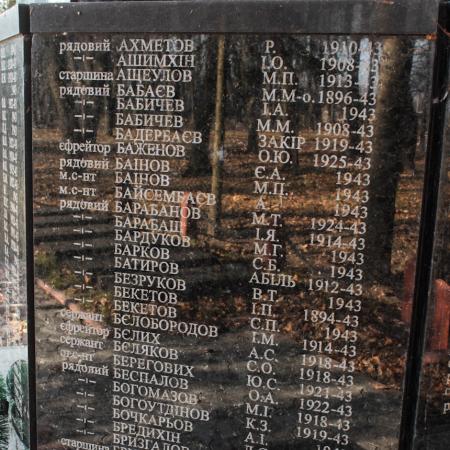 рядовий АХМЕТОВ Р. 1910-43
-"- АШИМХІН І.О. 1908-43
старшина АЩЕУЛОВ М.П. 1913-43
рядовий БАБАЄВ М.М-о. 1896-43
-"- БАБИЧЕВ І.А. 1943
-"- БАБИЧЕВ М.М. 1908-43
-"- БАДЕРБАЄВ ЗАКІР 1919-43
єфрейтор БАЖЕНОВ О.Ю. 1925-43
рядовий БАІНОВ Є.А. 1943
м.с-нт БАІНОВ М.П. 1943
м.с-нт БАЙСЕМБАЄВ А. 1943
рядовий БАРАБАНОВ М.Т. 1924-43
-"- БАРАБАШ І.Я. 1914-43
-"- БАРДУКОВ М.Г. 1943
-"- БАРКОВ С.Б. 1943
-"- БАТИРОВ АБІЛЬ 1912-43
-"- БЕЗРУКОВ В.Т. 1943
-"- БЕКЕТОВ І.П. 1894-43
-"- БЕКЕТОВ С.П. 1943
сержант БЄЛОБОРОДОВ І.М. 1914-43
єфрейтор БЄЛИХ А.С. 1918-43
сержант БЄЛЯКОВ С.О. 1918-43
ст.с-нт БЕРЕГОВИХ Ю.С. 1921-43
рядовий БЕСПАЛОВ О.А. 1922-43
-"- БОГОМАЗОВ М.І. 1918-43
-"- БОГОУТДІНОВ К.З. 1919-43
-"- БОЧКАРЬОВ А.І.
-"- БРЕДИХІН
старшина БРИЗГАЛОВ